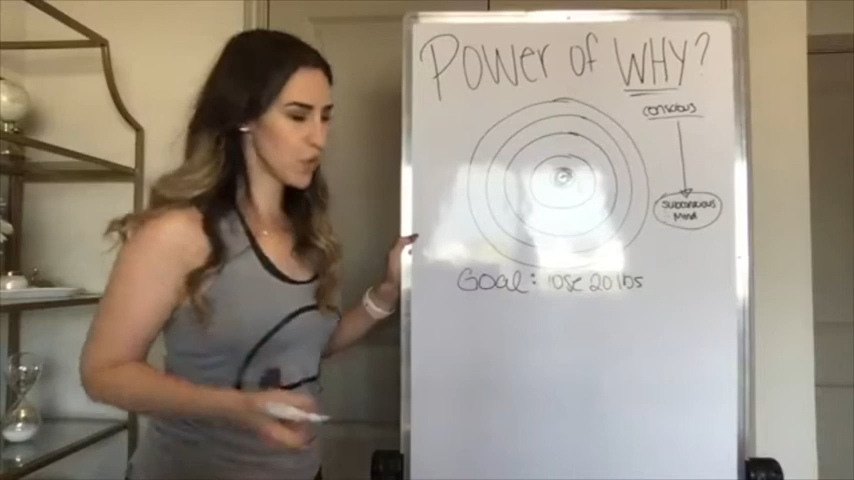 Power of WHY?
conscious
subconscious
Mind
Goal: lose 20 lbs